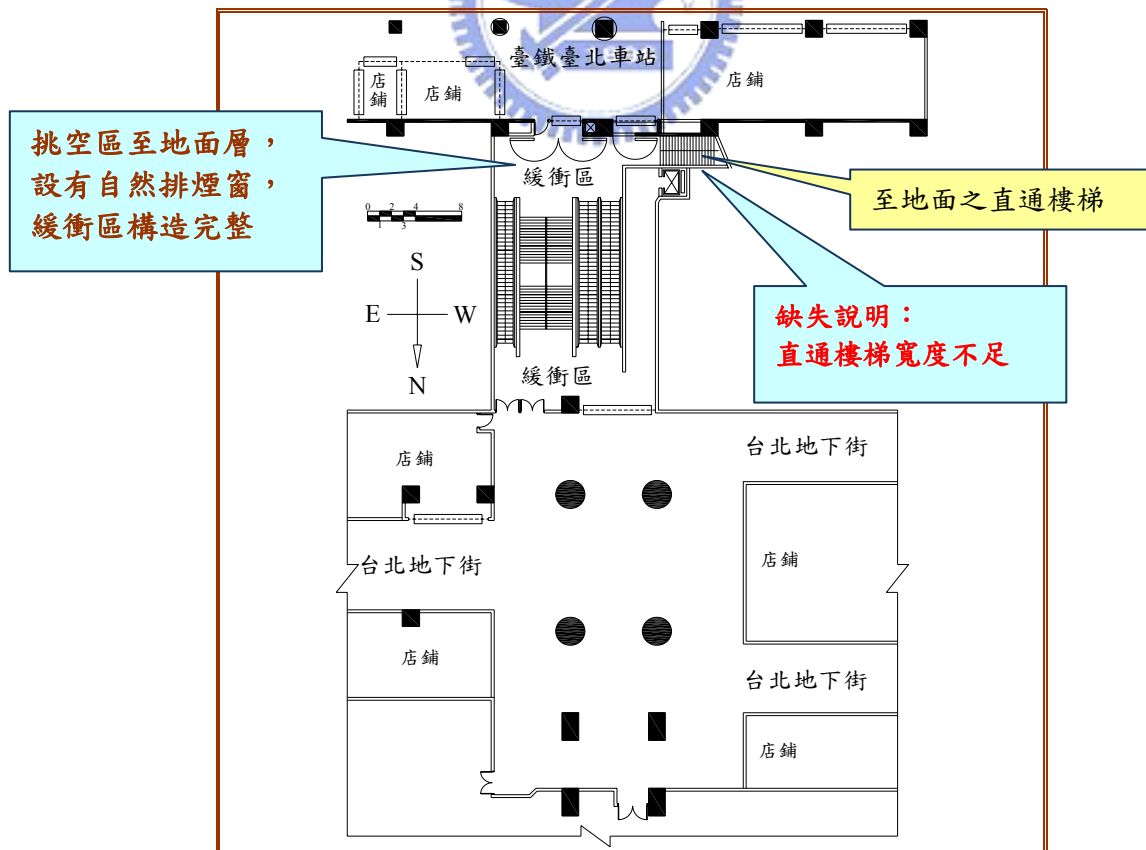 臺鐵臺北車站
店鋪
店鋪
店鋪
挑空區至地面層，
設有自然排煙窗，
緩衝區構造完整
緩衝區
至地面之直通樓梯
0 2 4 8
1 3
S
E W
N
缺失說明：
直通樓梯寬度不足
緩衝區
店鋪
台北地下街
台北地下街
店鋪
店鋪
台北地下街
店鋪